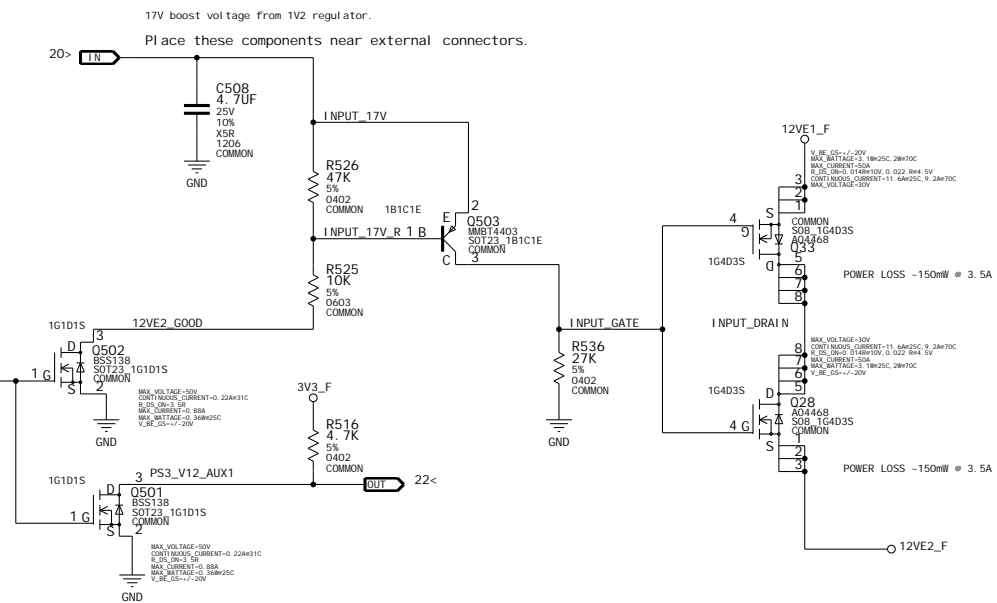 17V boost voltage from 1V2 regulator.
Place these components near external connectors.
20>
IN
C508
4.7UF
25V
10%
X5R
1206
COMMON
GND
INPUT_17V
R526
47K
5%
0402
COMMON
1B1C1E
INPUT_17V_R
1
B
E
2
Q503
MMBT4403
SOT23_1B1C1E
COMMON
C
3
R525
10K
5%
0603
COMMON
1G1D1S
12VE2_GOOD
3
D
Q502
BSS138
SOT23_1G1D1S
COMMON
1
G
S
2
GND
MAX_VOLTAGE=50V
CONTINUOUS_CURRENT=0.22A#31C
R_DS_ON=3.5R
MAX_CURRENT=0.88A
MAX_WATTAGE=0.36W#25C
V_BE_GS=+/-20V
3V3_F
R516
4.7K
5%
0402
COMMON
1G1D1S
3
PS3_V12_AUX1
OUT
22<
D
Q501
BSS138
SOT23_1G1D1S
COMMON
1
G
S
2
GND
MAX_VOLTAGE=50V
CONTINUOUS_CURRENT=0.22A#31C
R_DS_ON=3.5R
MAX_CURRENT=0.88A
MAX_WATTAGE=0.36W#25C
V_BE_GS=+/-20V
INPUT_GATE
R536
27K
5%
0402
COMMON
GND
12VE1_F
V_BE_GS=+/-20V
MAX_WATTAGE=3.1W#25C,2W#70C
MAX_CURRENT=50A
R_DS_ON=0.014R#10V,0.022 R#4.5V
CONTINUOUS_CURRENT=11.6A#25C,9.2A#70C
MAX_VOLTAGE=30V
3
2
1
4
G
S
COMMON
SO8_1G4D3S
AO4468
Q33
1G4D3S
D
5
6
7
8
POWER LOSS ~150mW @ 3.5A
INPUT_DRAIN
MAX_VOLTAGE=30V
CONTINUOUS_CURRENT=11.6A#25C,9.2A#70C
R_DS_ON=0.014R#10V,0.022 R#4.5V
MAX_CURRENT=50A
MAX_WATTAGE=3.1W#25C,2W#70C
V_BE_GS=+/-20V
8
7
6
5
1G4D3S
D
Q28
AO4468
SO8_1G4D3S
COMMON
4
G
S
1
2
3
POWER LOSS ~150mW @ 3.5A
12VE2_F